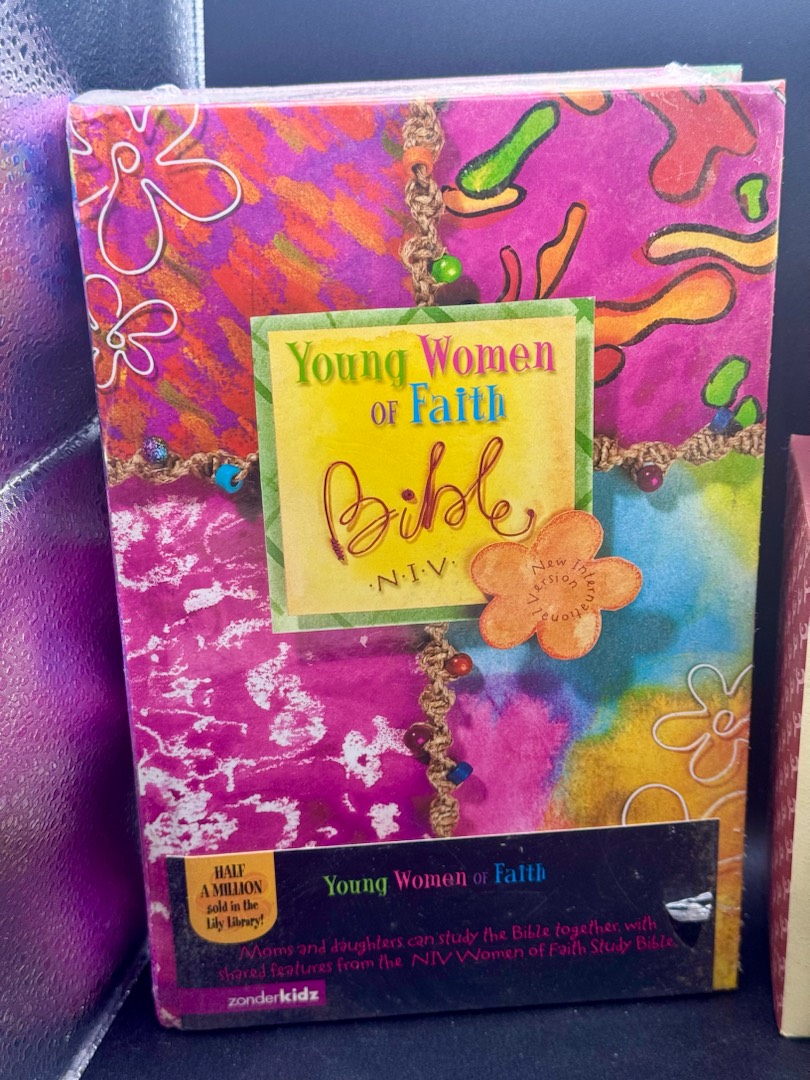 Young Women
OF Faith
Bible
·N·I·V·
New International
Version
HALF
A MILLION
sold in the
Lily Library!
Young Women OF Faith
Moms and daughters can study the Bible together, with
shared features from the NIV Women of Faith Study Bible.
zonderkidz